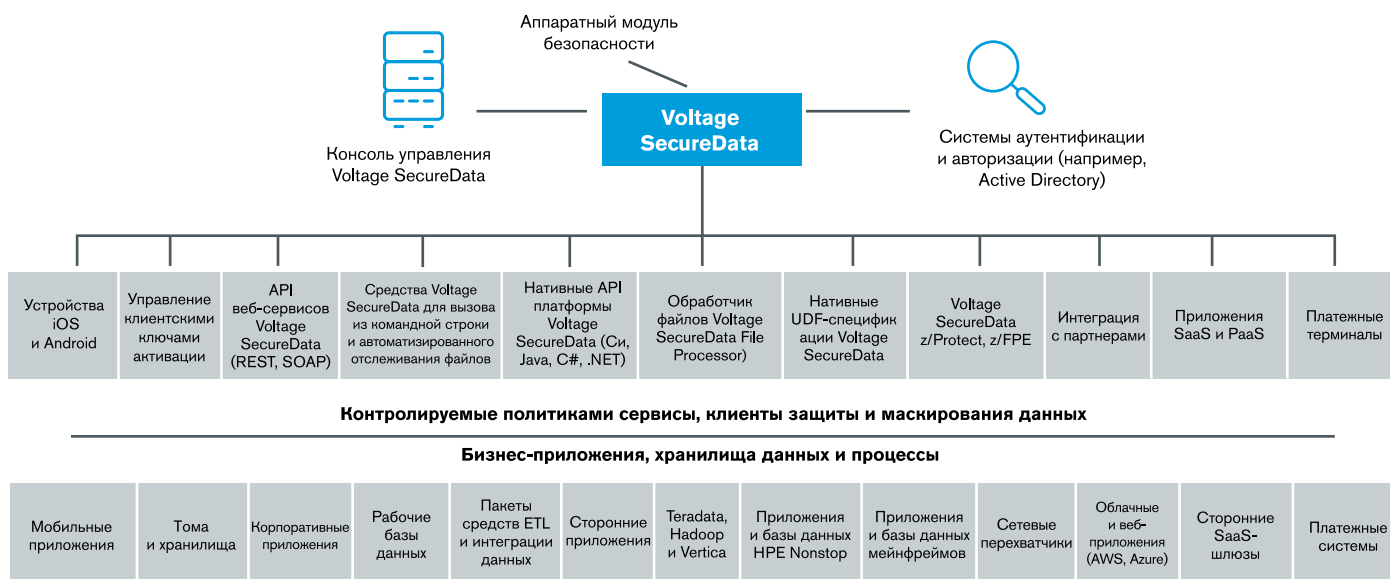 Аппаратный модуль
безопасности
Voltage
SecureData
Консоль управления
Voltage SecureData
Системы аутентификации
и авторизации (например,
Active Directory)
Устройства
iOS
и Android
Управление
клиентскими
ключами
активации
API
веб-сервисов
Voltage
SecureData
(REST, SOAP)
Средства Voltage
SecureData для вызова
из командной строки
и автоматизированного
отслеживания файлов
Нативные API
платформы
Voltage
SecureData (Си,
Java, C#, .NET)
Обработчик
файлов Voltage
SecureData File
Processor)
Нативные
UDF-специфик
ации Voltage
SecureData
Voltage
SecureData
z/Protect, z/FPE
Интеграция
с партнерами
Приложения
SaaS и PaaS
Платежные
терминалы
Контролируемые политиками сервисы, клиенты защиты и маскирования данных
Бизнес-приложения, хранилища данных и процессы
Мобильные
приложения
Тома
и хранилища
Корпоративные
приложения
Рабочие
базы
данных
Пакеты
средств ETL
и интеграции
данных
Сторонние
приложения
Teradata,
Hadoop
и Vertica
Приложения
и базы данных
HPE Nonstop
Приложения
и базы данных
мейнфреймов
Сетевые
перехватчики
Облачные
и веб-
приложения
(AWS, Azure)
Сторонние
SaaS-
шлюзы
Платежные
системы